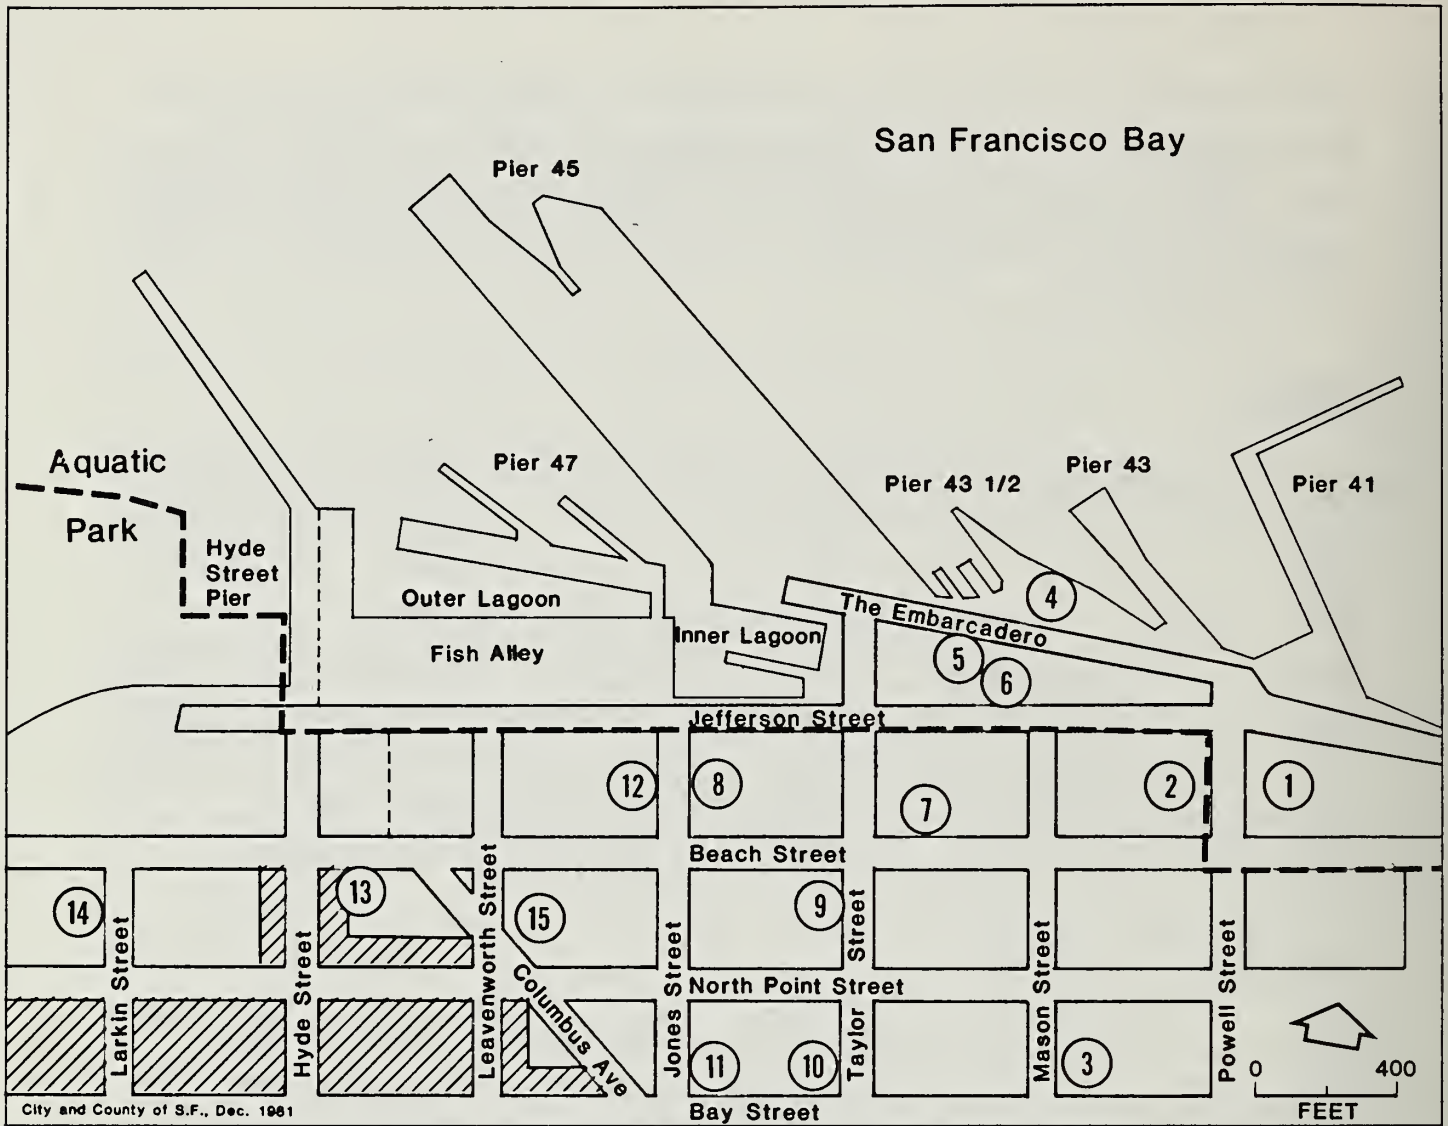 San Francisco Bay
Pier 45
Aquatic
Park
Pier 47
Pier 43 1/2
Pier 43
Pier 41
Hyde
Street
Pier
Outer Lagoon
Inner Lagoon
Fish Alley
The Embarcadero
4
5
6
Jefferson Street
12
8
7
2
1
Beach Street
14
13
15
9
Larkin Street
Hyde Street
Leavenworth Street
Columbus Ave
Jones Street
North Point Street
Taylor Street
Mason Street
Powell Street
11
10
3
0 400
FEET
City and County of S.F., Dec. 1981
Bay Street